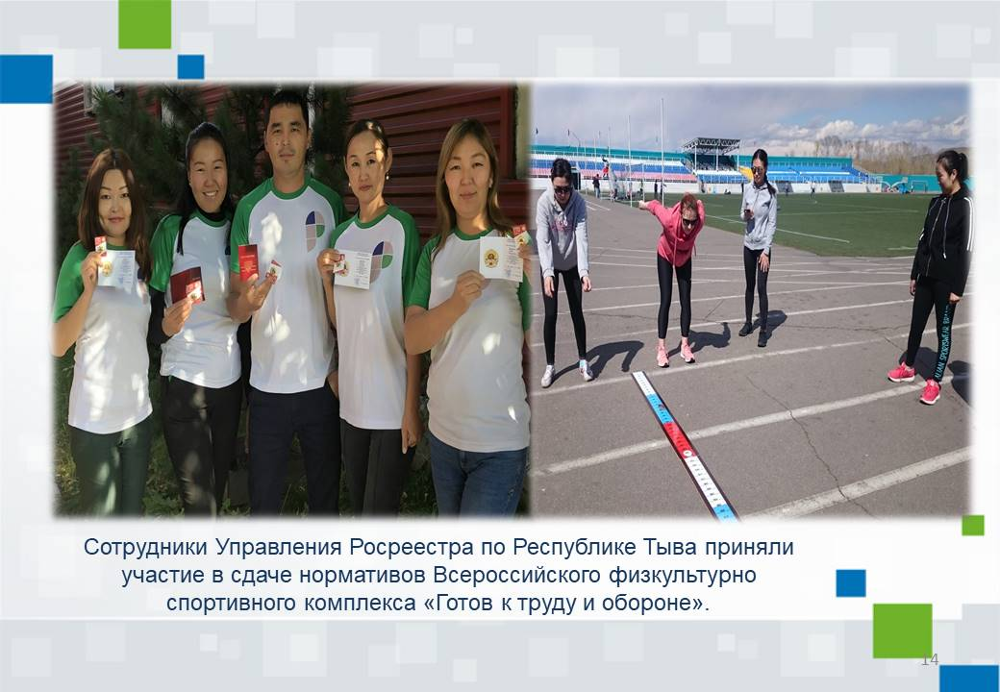 Сотрудники Управления Росреестра по Республике Тыва приняли
участие в сдаче нормативов Всероссийского физкультурно
спортивного комплекса «Готов к труду и обороне».
14